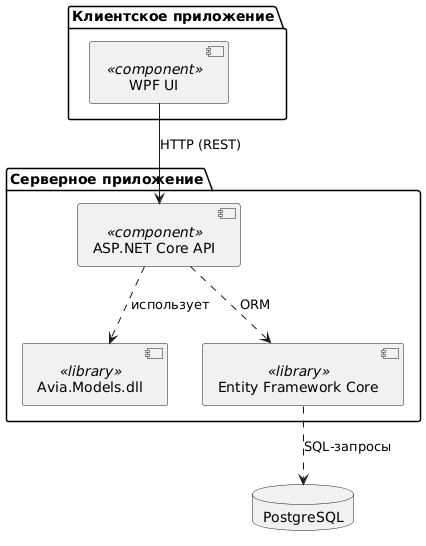 Клиентское приложение
«component»
WPF UI
HTTP (REST)
Серверное приложение
«component»
ASP.NET Core API
использует
ORM
«library»
Avia.Models.dll
«library»
Entity Framework Core
SQL-запросы
PostgreSQL